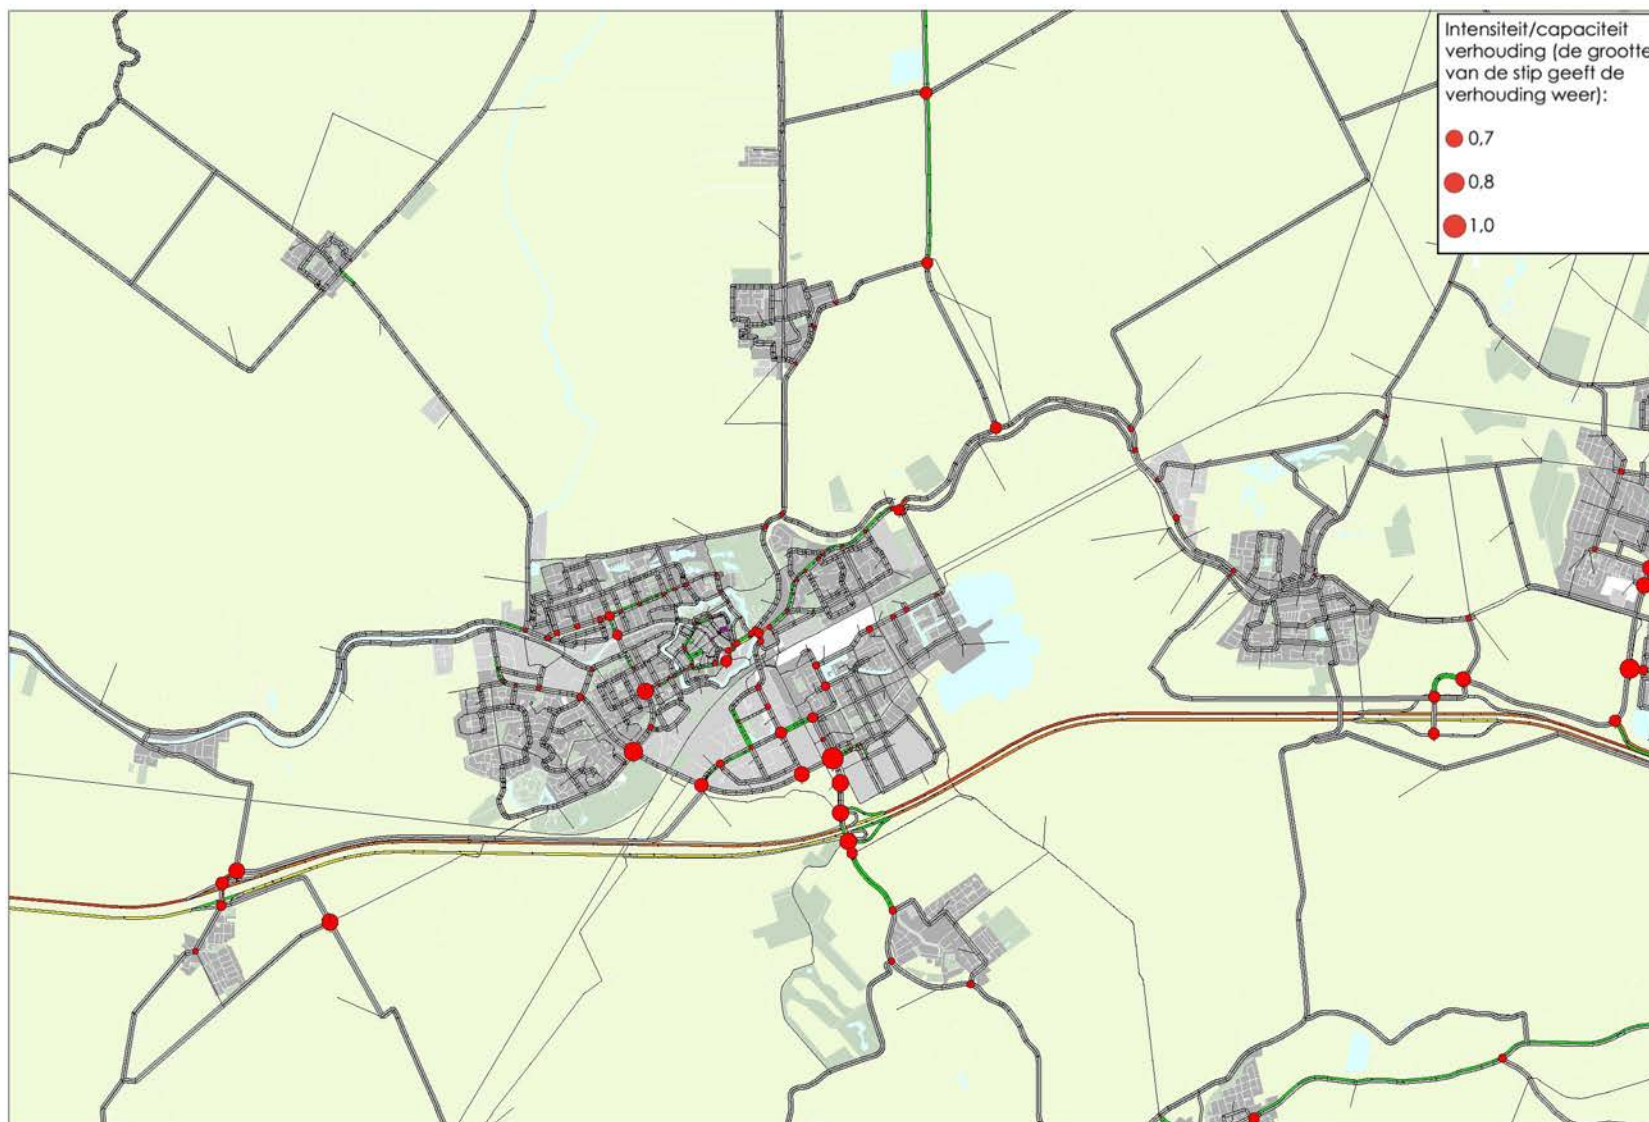 Intensiteit/capaciteit
verhouding (de grootte
van de stip geeft de
verhouding weer):
0,7
0,8
1,0